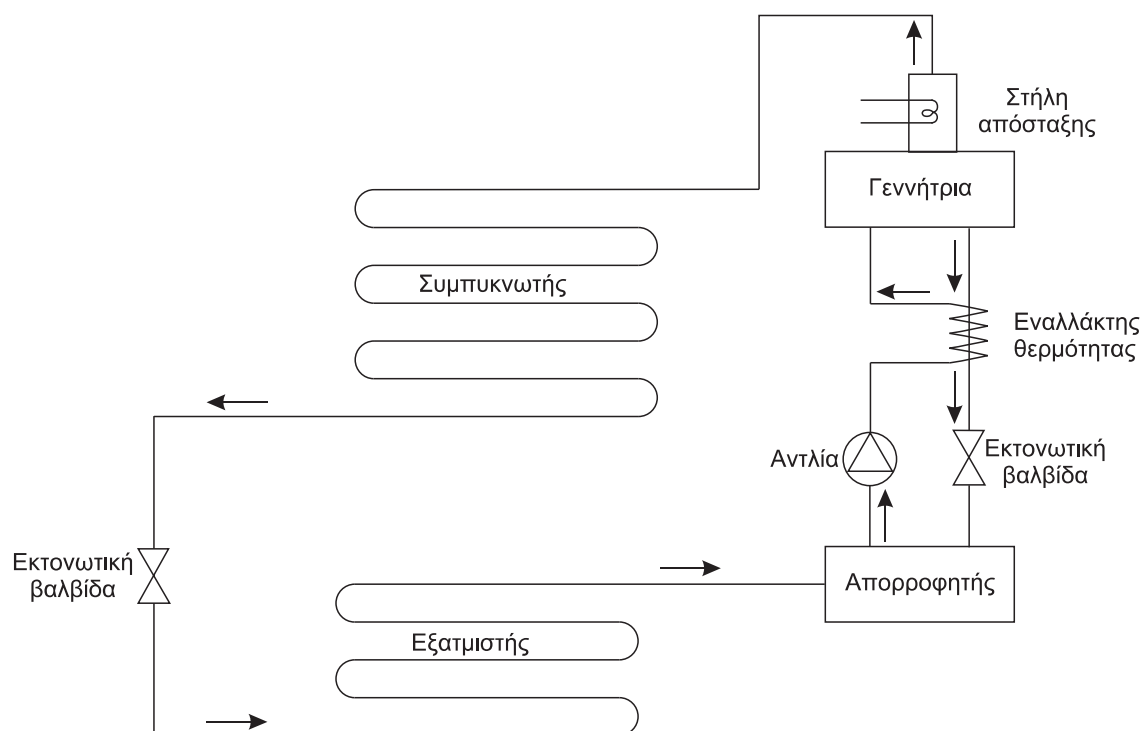 Στήλη
απόσταξης
Γεννήτρια
Συμπυκνωτής
Εναλλάκτης
θερμότητας
Αντλία
Εκτονωτική
βαλβίδα
Εκτονωτική
βαλβίδα
Απορροφητής
Εξατμιστής